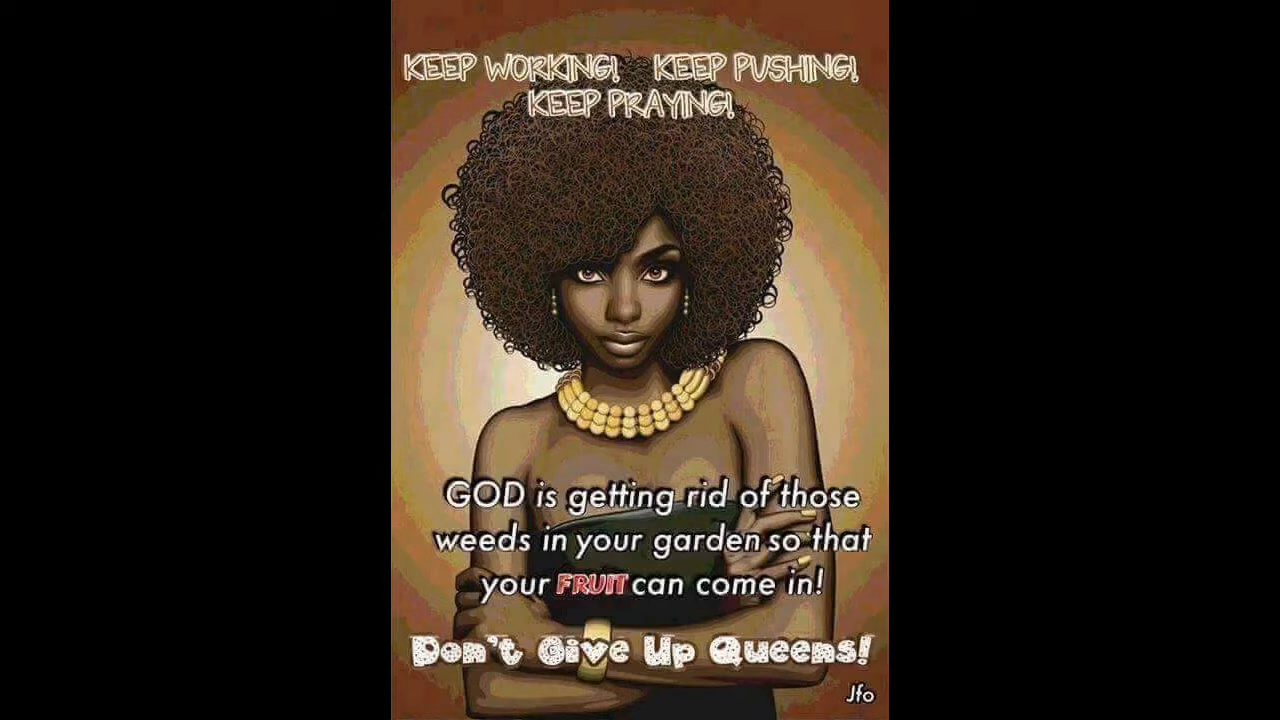 KEEP WORKING! KEEP PUSHING!
KEEP PRAYING!
GOD is getting rid of those
weeds in your garden so that
your FRUIT can come in!
Don't Give Up Queens!
Jfo